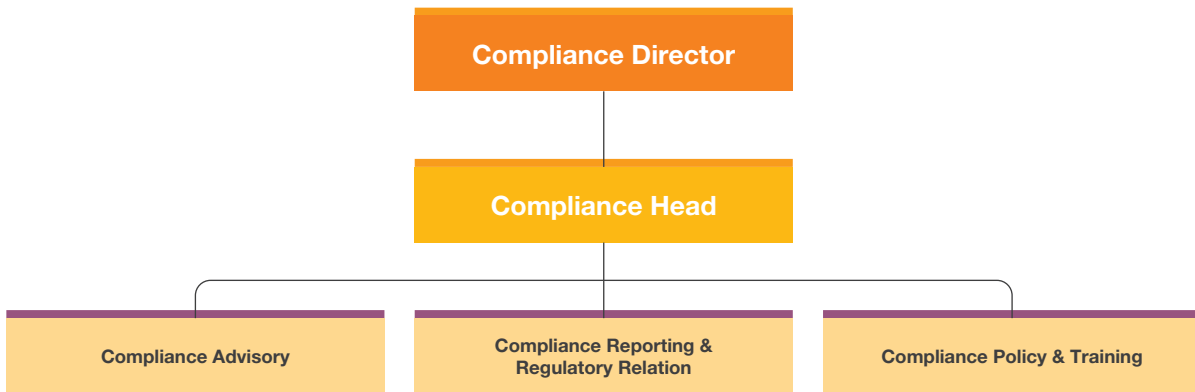 Compliance Director
Compliance Head
Compliance Advisory
Compliance Reporting &
Regulatory Relation
Compliance Policy & Training